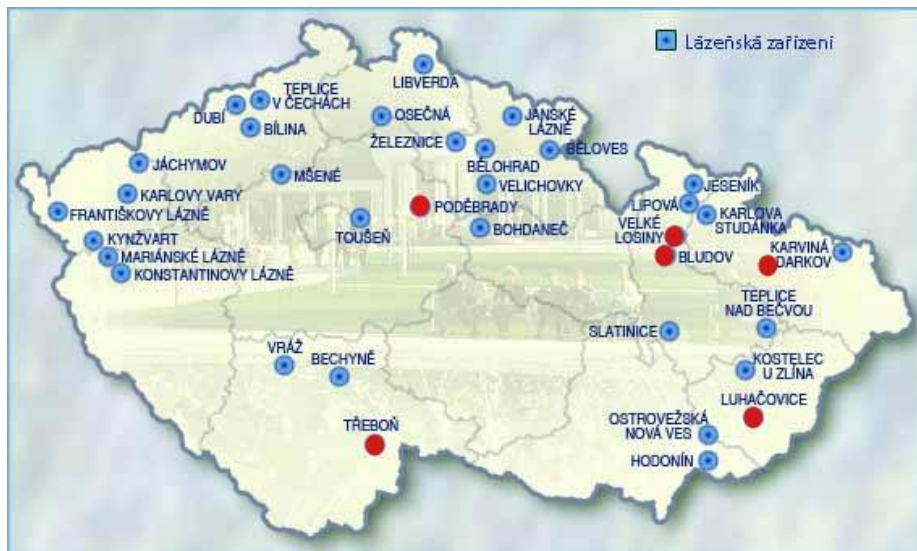 Lázeňská zařízení
LIBVERDA
TEPLICE
V ČECHÁCH
DUBÍ
BÍLINA
OSEČNÁ
ŽELEZNICE
JANSKÉ
LÁZNĚ
BĚLOVES
BĚLOHRAD
JÁCHYMOV
MŠENÉ
VELICHOVKY
KARLOVY VARY
FRANTIŠKOVY LÁZNĚ
PODĚBRADY
TOUŠEŇ
BOHDANEČ
JESENÍK
LIPOVÁ
KARLOVA
STUDÁNKA
VELKÉ
LOSINY
BLUDOV
KARVINÁ
DARKOV
KYNŽVART
MARIÁNSKÉ LÁZNĚ
KONSTANTINOVY LÁZNĚ
TEPLICE
NAD BEČVOU
SLATINICE
VRÁŽ
BECHYNĚ
KOSTELEC
U ZLÍNA
LUHAČOVICE
TŘEBOŇ
OSTROVEŽSKÁ
NOVÁ VES
HODONÍN